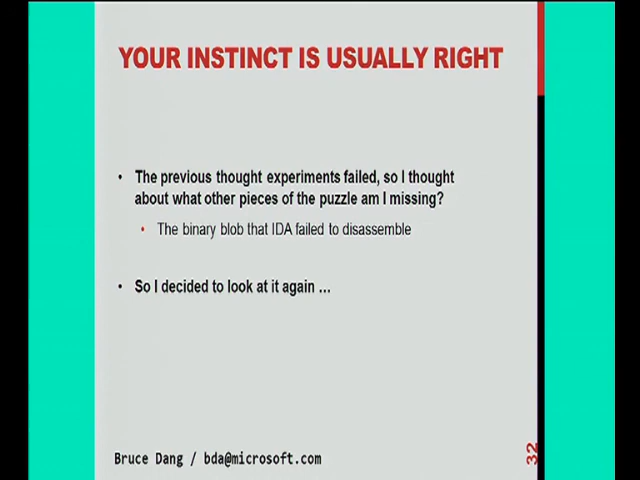 YOUR INSTINCT IS USUALLY RIGHT
• The previous thought experiments failed, so I thought
about what other pieces of the puzzle am I missing?
• The binary blob that IDA failed to disassemble
• So I decided to look at it again ...
Bruce Dang / bda@microsoft.com
32